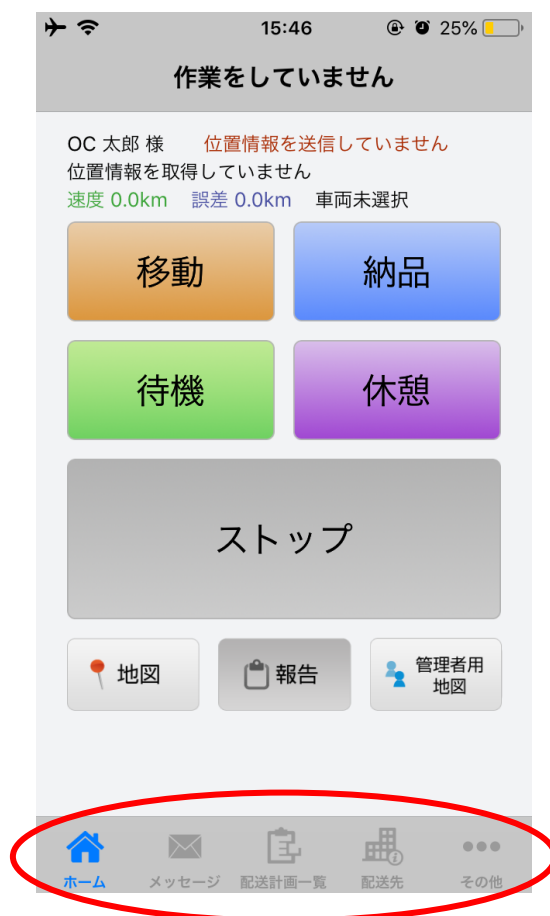 15:46 25%
作業をしていません
OC 太郎 様 位置情報を送信していません
位置情報を取得していません
速度 0.0km 誤差 0.0km 車両未選択
移動 納品
待機 休憩
ストップ
地図 報告 管理者用
地図
ホーム メッセージ 配送計画一覧 配送先 その他